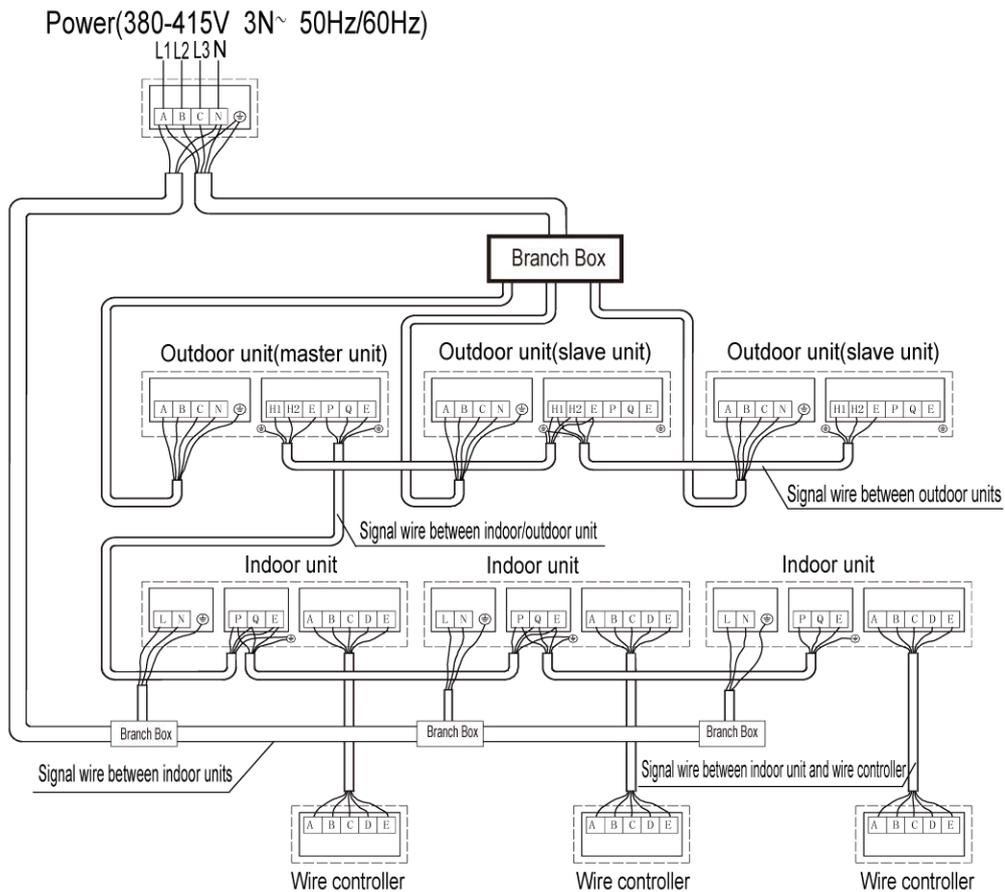 Power(380-415V 3N~ 50Hz/60Hz)
L1 L2 L3 N
A B C N
Branch Box
Outdoor unit(master unit)
Outdoor unit(slave unit)
Outdoor unit(slave unit)
A B C N
H1 H2 E P Q E
A B C N
H1 H2 E P Q E
A B C N
H1 H2 E P Q E
Signal wire between outdoor units
Signal wire between indoor/outdoor unit
Indoor unit
Indoor unit
Indoor unit
L N
P Q E
A B C D E
L N
P Q E
A B C D E
L N
P Q E
A B C D E
Branch Box
Branch Box
Branch Box
Signal wire between indoor units
Signal wire between indoor unit and wire controller
A B C D E
A B C D E
A B C D E
Wire controller
Wire controller
Wire controller